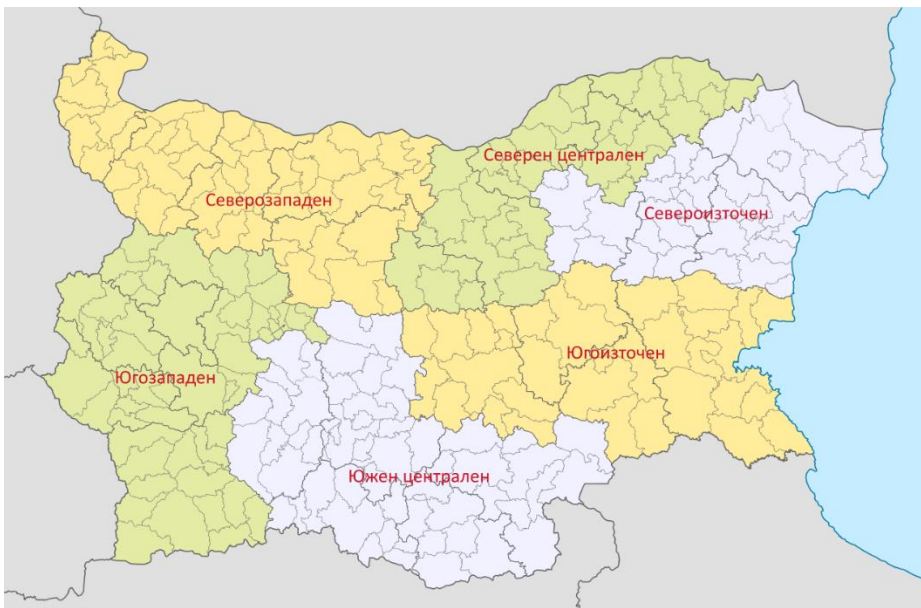 Северен централен
Северозападен
Североизточен
Югоизточен
Югозападен
Южен централен